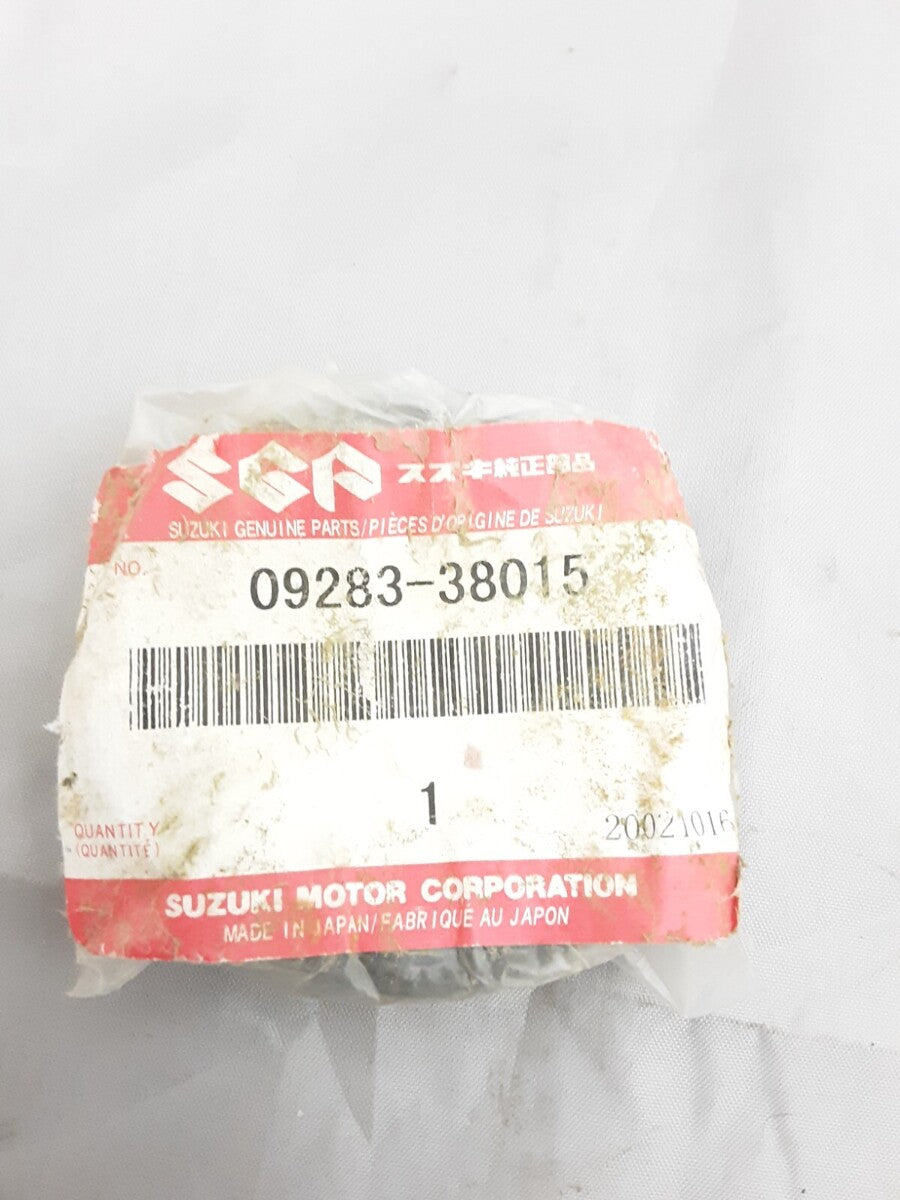 SGP スズキ純正部品
SUZUKI GENUINE PARTS/PIÈCES D'ORIGINE DE SUZUKI
NO. 09283-38015
1
QUANTITY
(QUANTITÉ)
20021016
SUZUKI MOTOR CORPORATION
MADE IN JAPAN/FABRIQUÉ AU JAPON